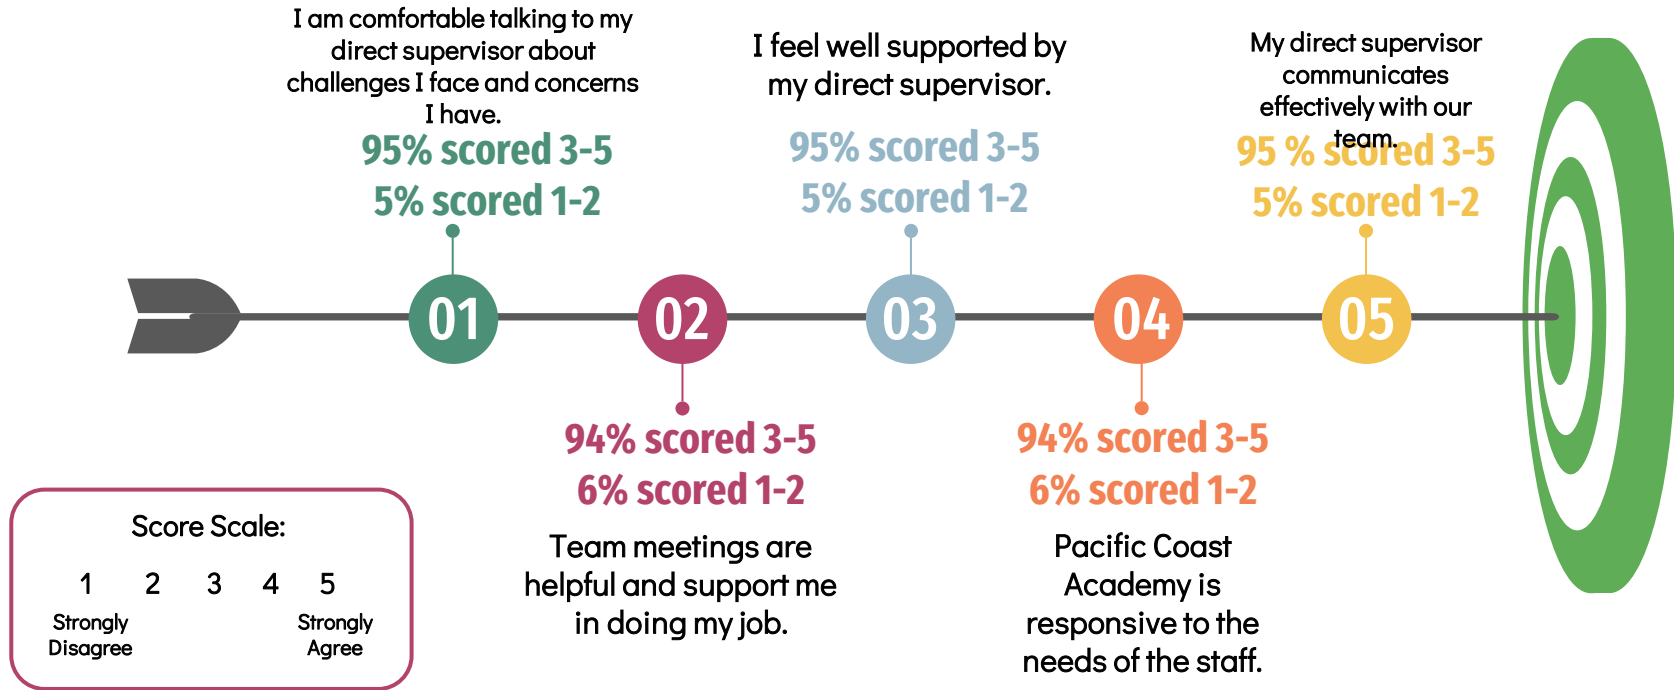 I am comfortable talking to my
direct supervisor about
challenges I face and concerns
I have.
95% scored 3-5
5% scored 1-2
I feel well supported by
my direct supervisor.
95% scored 3-5
5% scored 1-2
My direct supervisor
communicates
effectively with our
team.
95 % scored 3-5
5% scored 1-2
01
02
03
04
05
94% scored 3-5
6% scored 1-2
Team meetings are
helpful and support me
in doing my job.
94% scored 3-5
6% scored 1-2
Pacific Coast
Academy is
responsive to the
needs of the staff.
Score Scale:
1 2 3 4 5
Strongly
Disagree
Strongly
Agree